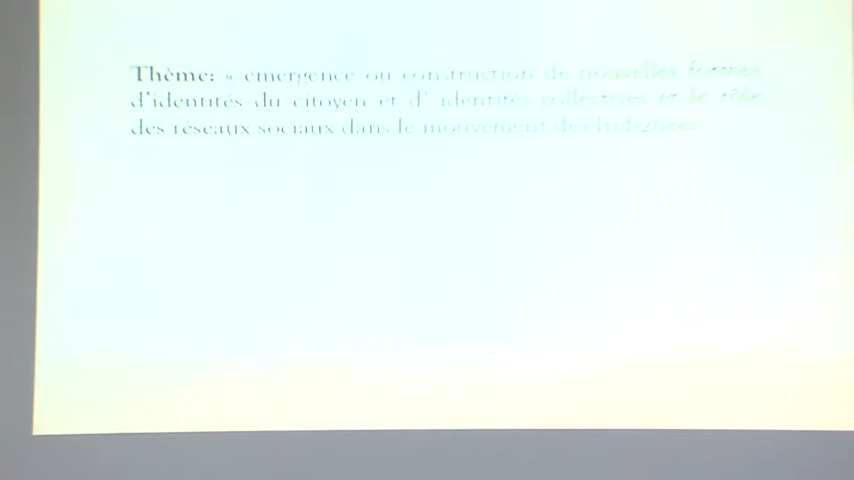 Thème: « emergence ou construction de nouvelles formes
d'identités du citoyen et d' identités collectives et le rôle
des réseaux sociaux dans le mouvement des Indignées